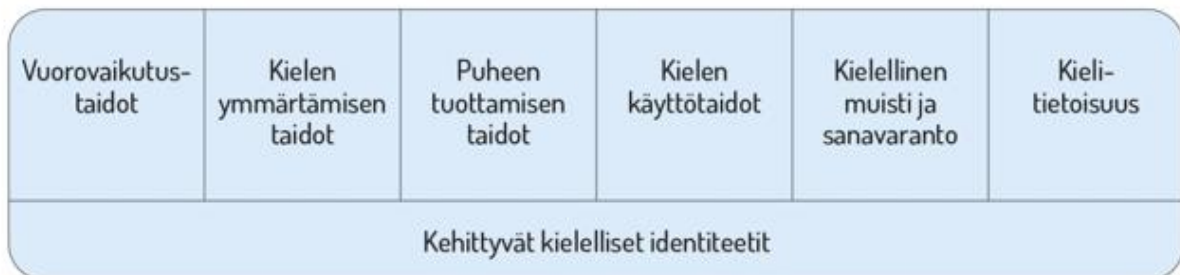 Vuorovaikutus-
taidot
Kielen
ymmärtämisen
taidot
Puheen
tuottamisen
taidot
Kielen
käyttötaidot
Kielellinen
muisti ja
sanavaranto
Kieli-
tietoisuus
Kehittyvät kielelliset identiteetit